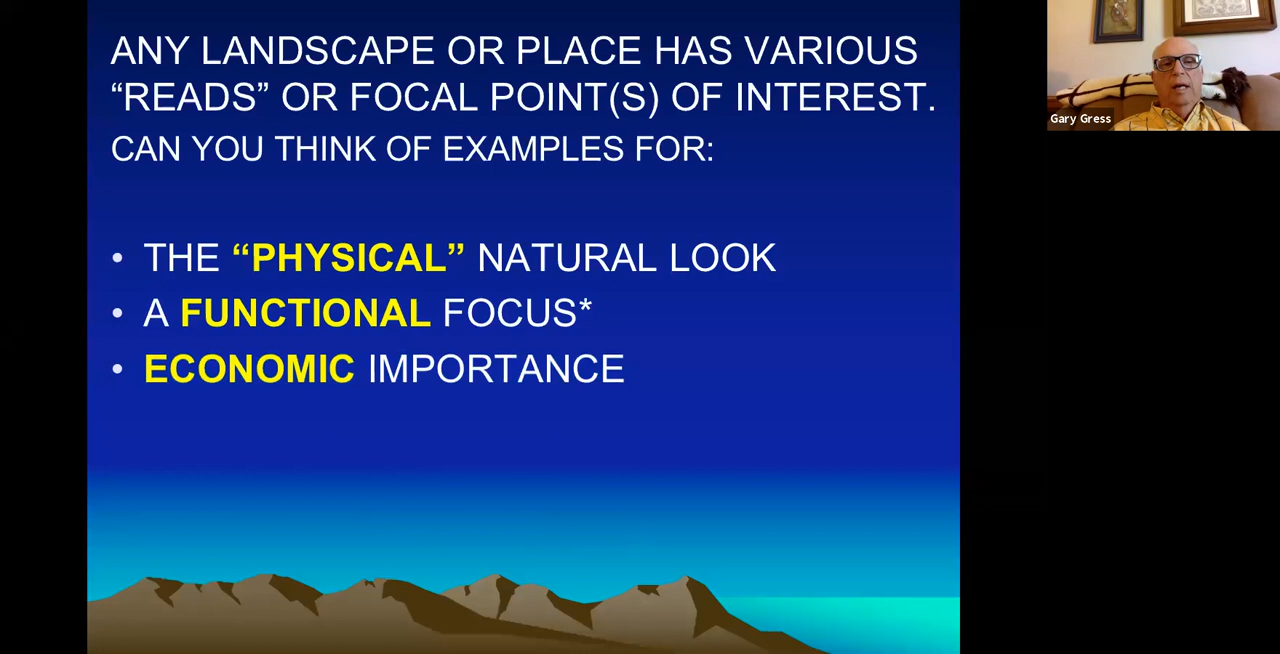 ANY LANDSCAPE OR PLACE HAS VARIOUS
“READS” OR FOCAL POINT(S) OF INTEREST.
CAN YOU THINK OF EXAMPLES FOR:
• THE “PHYSICAL” NATURAL LOOK
• A FUNCTIONAL FOCUS*
• ECONOMIC IMPORTANCE
Gary Gress